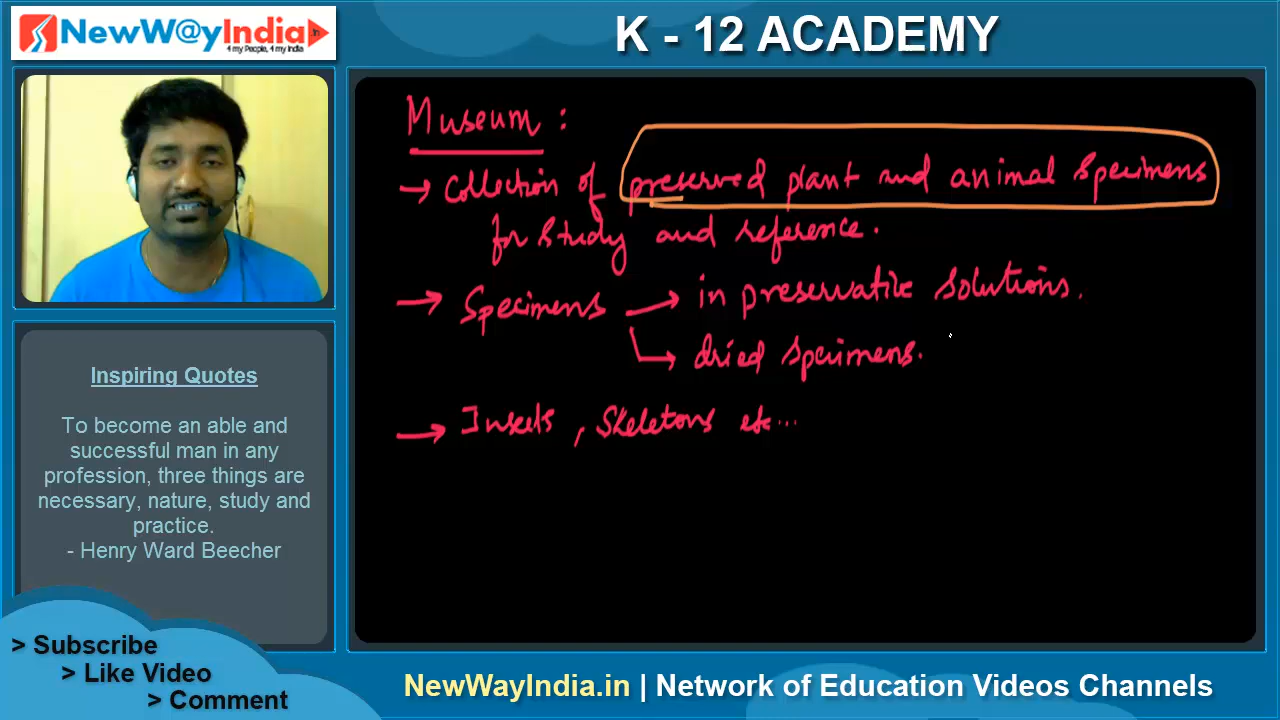 NewW@yIndia.in
4 my People, 4 my India
K - 12 ACADEMY
Museum :
→ Collection of preserved plant and animal specimens
for study and reference.
→ Specimens → in preservative solutions.
→ dried specimens.
→ Insects, Skeletons etc...
Inspiring Quotes
To become an able and
successful man in any
profession, three things are
necessary, nature, study and
practice.
- Henry Ward Beecher
> Subscribe
> Like Video
> Comment
NewWayIndia.in | Network of Education Videos Channels